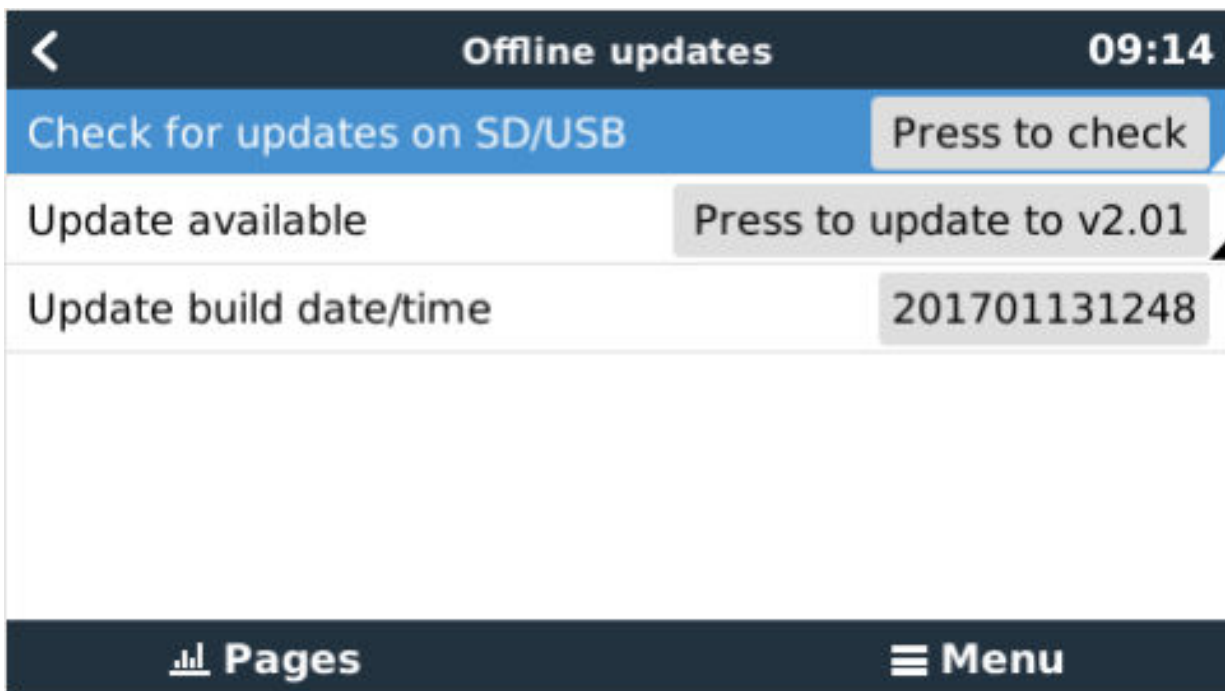 Offline updates 09:14
Check for updates on SD/USB Press to check
Update available Press to update to v2.01
Update build date/time 201701131248
Pages Menu